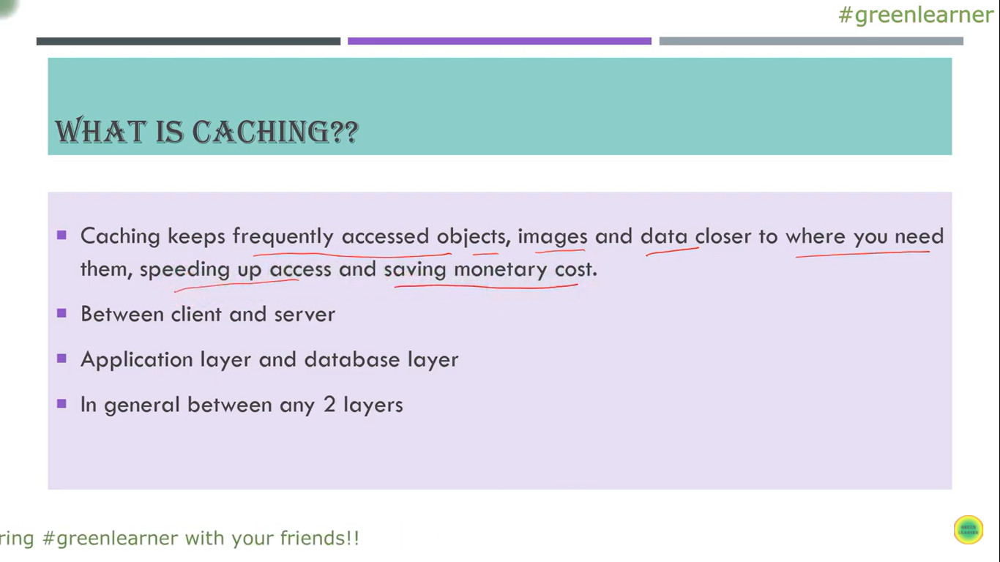 #greenlearner
WHAT IS CACHING??
Caching keeps frequently accessed objects, images and data closer to where you need
them, speeding up access and saving monetary cost.
Between client and server
Application layer and database layer
In general between any 2 layers
ring #greenlearner with your friends!!
GREEN
LEARNER